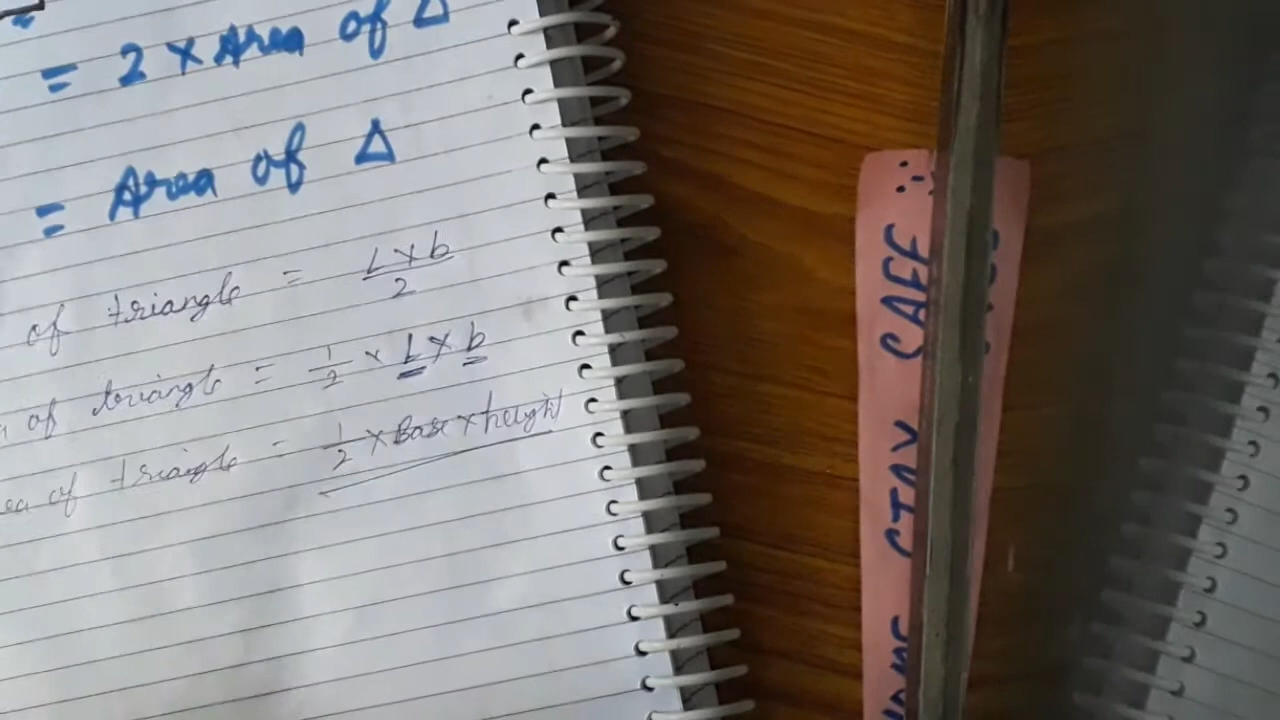 = 2 × Area of Δ
= Area of Δ
of triangle = L × b / 2
of triangle = 1/2 × L × b
ea of triangle = 1/2 × Base × height
STAY SAFE